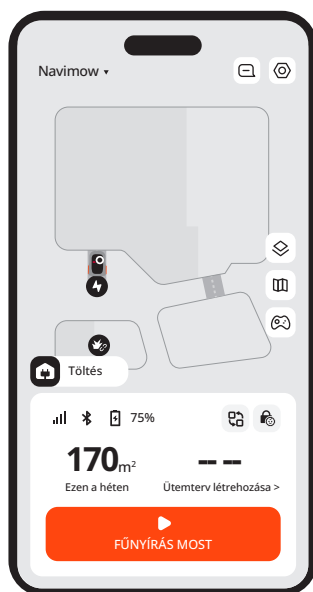 Navimow ▾
Töltés
75%
170m²
-- --
Ezen a héten
Ütemterv létrehozása >
FŰNYÍRÁS MOST